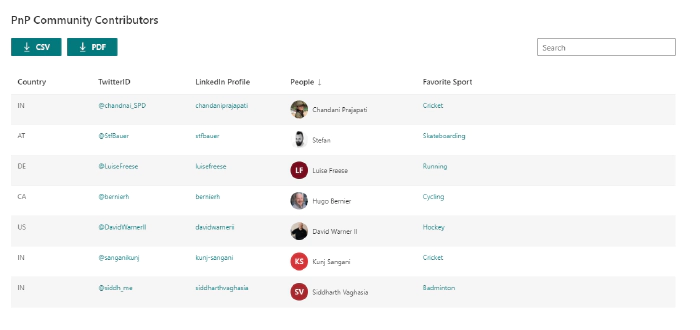 PnP Community Contributors
CSV PDF Search
Country TwitterID LinkedIn Profile People ↓ Favorite Sport
IN @chandnai_SPD chandaniprajapati Chandani Prajapati Cricket
AT @StfBauer stfbauer Stefan Skateboarding
DE @LuiseFreese luisefreese LF Luise Freese Running
CA @bernierh bernierh Hugo Bernier Cycling
US @DavidWarnerII davidwarnerii David Warner II Hockey
IN @sanganikunj kunj-sangani KS Kunj Sangani Cricket
IN @siddh_me siddharthvaghasia SV Siddharth Vaghasia Badminton